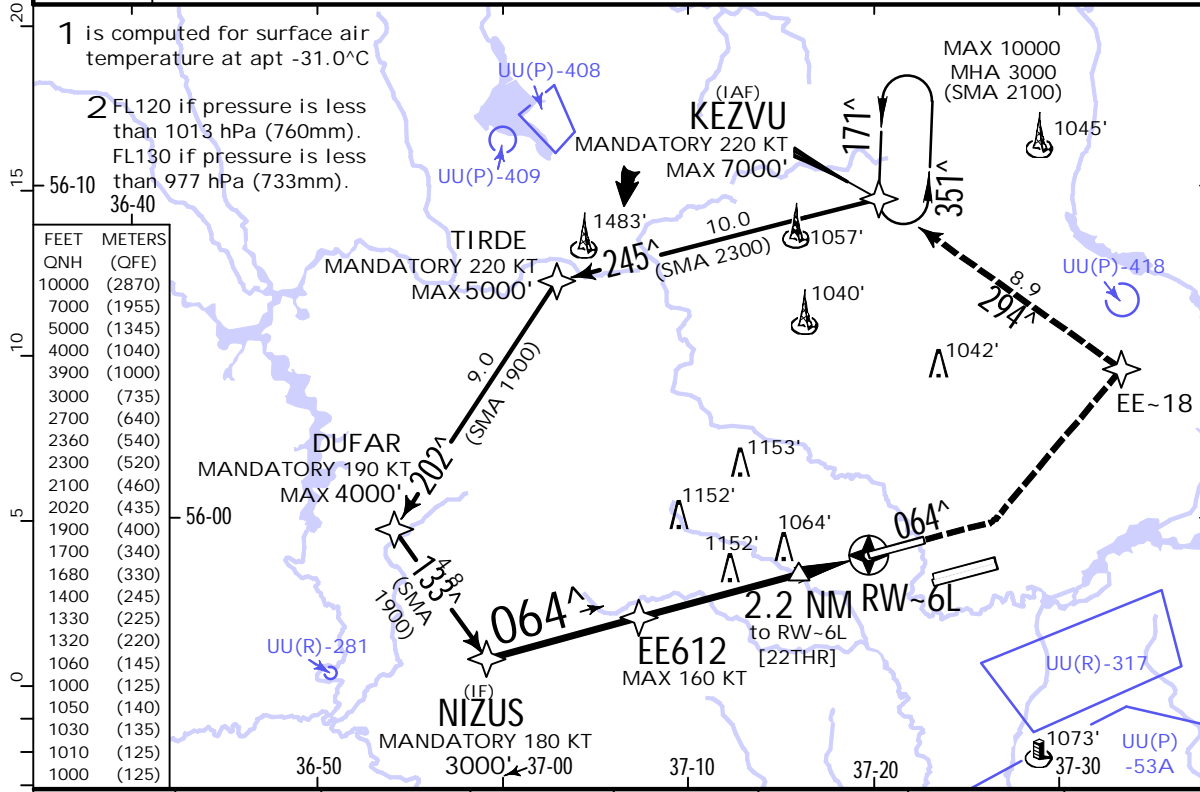 20
15
10
5
0
1 is computed for surface air
temperature at apt -31.0^C
2 FL120 if pressure is less
than 1013 hPa (760mm).
FL130 if pressure is less
than 977 hPa (733mm).
56-10
36-40
FEET METERS
QNH (QFE)
10000 (2870)
7000 (1955)
5000 (1345)
4000 (1040)
3900 (1000)
3000 (735)
2700 (640)
2360 (540)
2300 (520)
2100 (460)
2020 (435)
1900 (400)
1700 (340)
1680 (330)
1400 (245)
1330 (225)
1320 (220)
1060 (145)
1000 (125)
1050 (140)
1030 (135)
1010 (125)
1000 (125)
UU(P)-408
UU(P)-409
(IAF)
KEZVU
MANDATORY 220 KT
MAX 7000'
MAX 10000
MHA 3000
(SMA 2100)
1045'
171^
351^
1483'
TIRDE
MANDATORY 220 KT
MAX 5000'
245^
10.0
(SMA 2300)
1057'
1040'
UU(P)-418
8.9
294^
1042'
EE~18
9.0
(SMA 1900)
202^
DUFAR
MANDATORY 190 KT
MAX 4000'
56-00
1153'
1152'
1064'
1152'
064^
4.8
133^
(SMA
1900)
064^
2.2 NM
to RW~6L
[22THR]
RW~6L
EE612
MAX 160 KT
UU(R)-281
(IF)
NIZUS
MANDATORY 180 KT
3000'
UU(R)-317
1073'
UU(P)
-53A
36-50
37-00
37-10
37-20
37-30